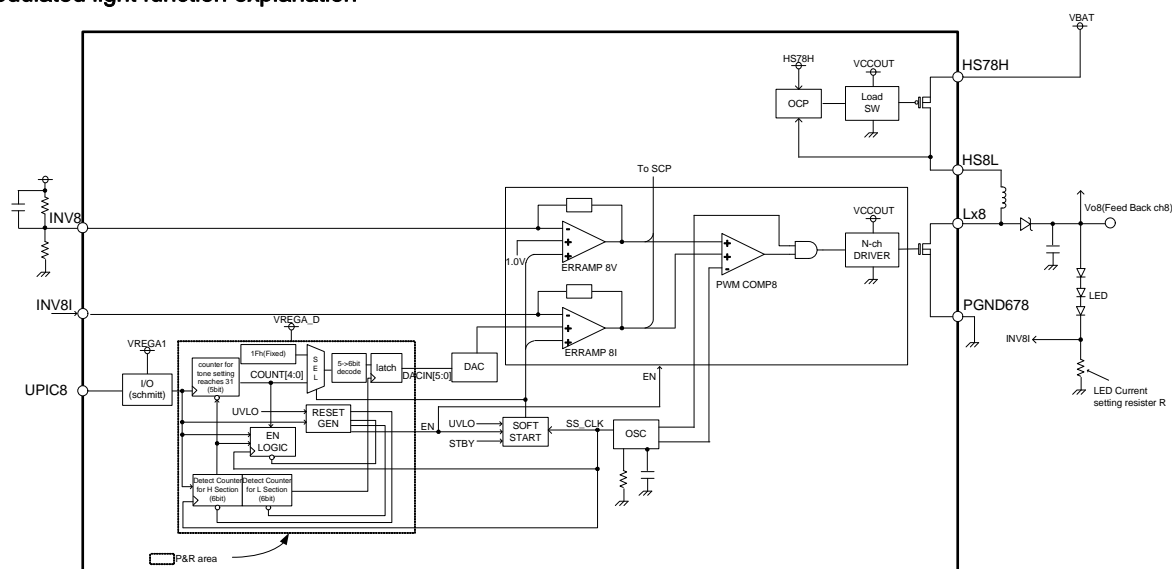 odulated light function explanation
VBAT
HS78H
VCCOUT
HS78H
OCP
Load
SW
HS8L
To SCP
INV8
VCCOUT
Lx8
Vo8(Feed Back ch8)
1.0V
ERRAMP 8V
N-ch
DRIVER
PWM COMP8
INV8I
LED
PGND678
VREGA_D
ERRAMP 8I
INV8I
VREGA1
1Fh(Fixed)
S
E
L
counter for
tone setting
reaches 31
(5bit)
COUNT[4:0]
5->6bit
decode
latch
DACIN[5:0]
DAC
UPIC8
I/O
(schmitt)
EN
LED Current
setting resister R
UVLO
RESET
GEN
EN
UVLO
STBY
SOFT
START
SS_CLK
OSC
EN
LOGIC
Detect Counter
for H Section
(6bit)
Detect Counter
for L Section
(6bit)
P&R area